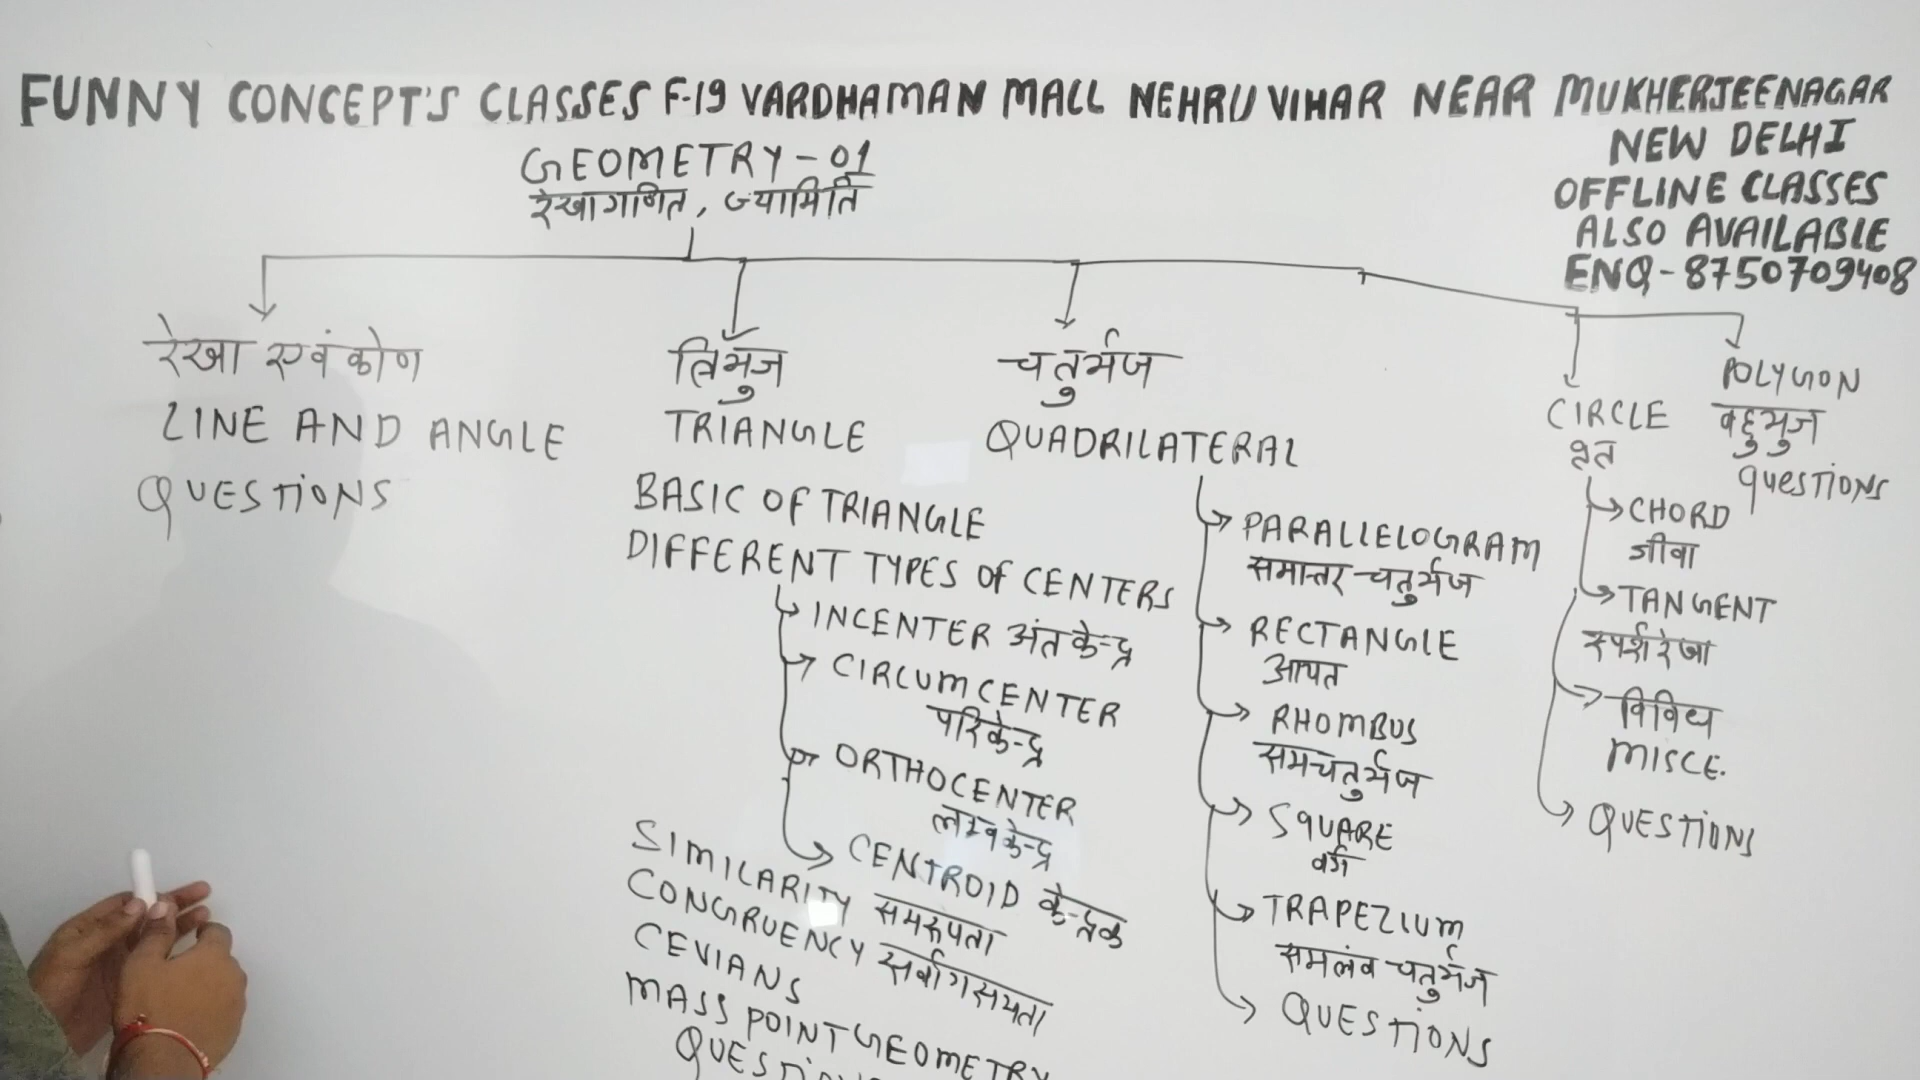 FUNNY CONCEPT'S CLASSES F-19 VARDHAMAN MALL NEHRU VIHAR NEAR MUKHERJEENAGAR
NEW DELHI
OFFLINE CLASSES
ALSO AVAILABLE
ENQ-8750709408
GEOMETRY-01
रेखागणित, ज्यामिति
रेखा एवं कोण
LINE AND ANGLE
QUESTIONS
त्रिभुज
TRIANGLE
BASIC OF TRIANGLE
DIFFERENT TYPES OF CENTERS
INCENTER अंतकेन्द्र
CIRCUMCENTER
परिकेन्द्र
ORTHOCENTER
लम्बकेन्द्र
CENTROID केन्द्रक
SIMILARITY समरूपता
CONGRUENCY सर्वांगसमता
CEVIANS
MASS POINT GEOMETRY
QUESTIONS
चतुर्भुज
QUADRILATERAL
PARALLELOGRAM
समान्तर चतुर्भुज
RECTANGLE
आयत
RHOMBUS
समचतुर्भुज
SQUARE
वर्ग
TRAPEZIUM
समलंब चतुर्भुज
QUESTIONS
CIRCLE
वृत
CHORD
जीवा
TANGENT
स्पर्श रेखा
विविध
MISCE.
QUESTIONS
POLYGON
बहुभुज
QUESTIONS